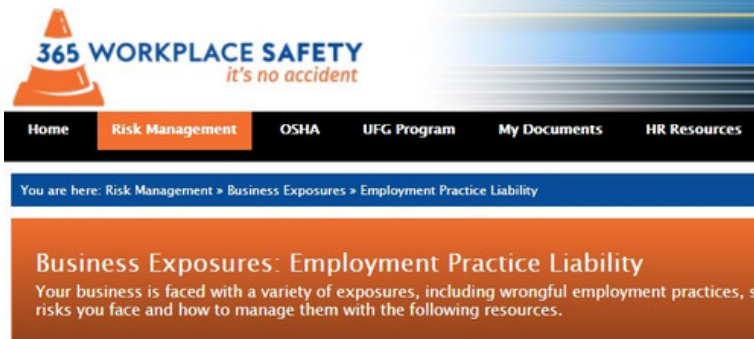 365 WORKPLACE SAFETY
it's no accident
Home Risk Management OSHA UFG Program My Documents HR Resources
You are here: Risk Management » Business Exposures » Employment Practice Liability
Business Exposures: Employment Practice Liability
Your business is faced with a variety of exposures, including wrongful employment practices,
risks you face and how to manage them with the following resources.